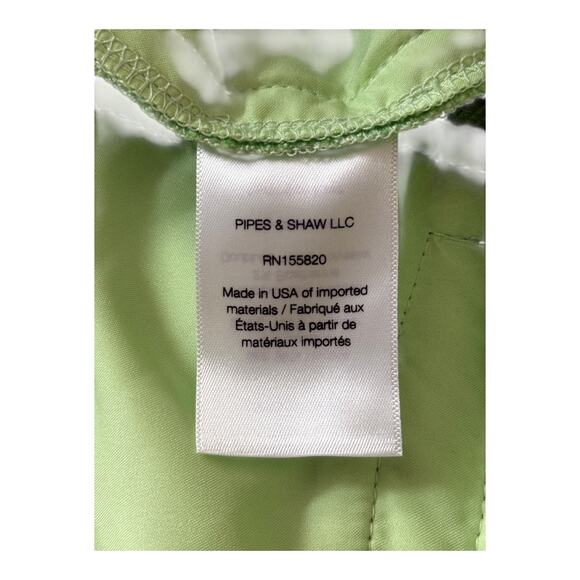 PIPES & SHAW LLC
RN155820
Made in USA of imported
materials / Fabriqué aux
États-Unis à partir de
matériaux importés